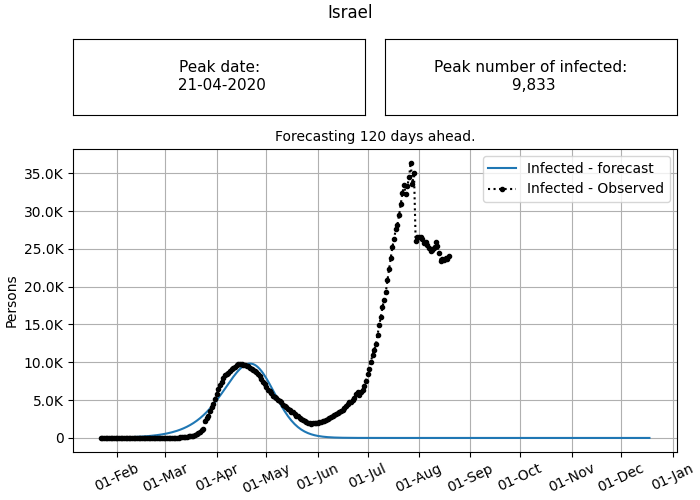 Israel
Peak date:
21-04-2020
Peak number of infected:
9,833
Forecasting 120 days ahead.
Infected - forecast
Infected - Observed
Persons
35.0K
30.0K
25.0K
20.0K
15.0K
10.0K
5.0K
0
01-Feb
01-Mar
01-Apr
01-May
01-Jun
01-Jul
01-Aug
01-Sep
01-Oct
01-Nov
01-Dec
01-Jan